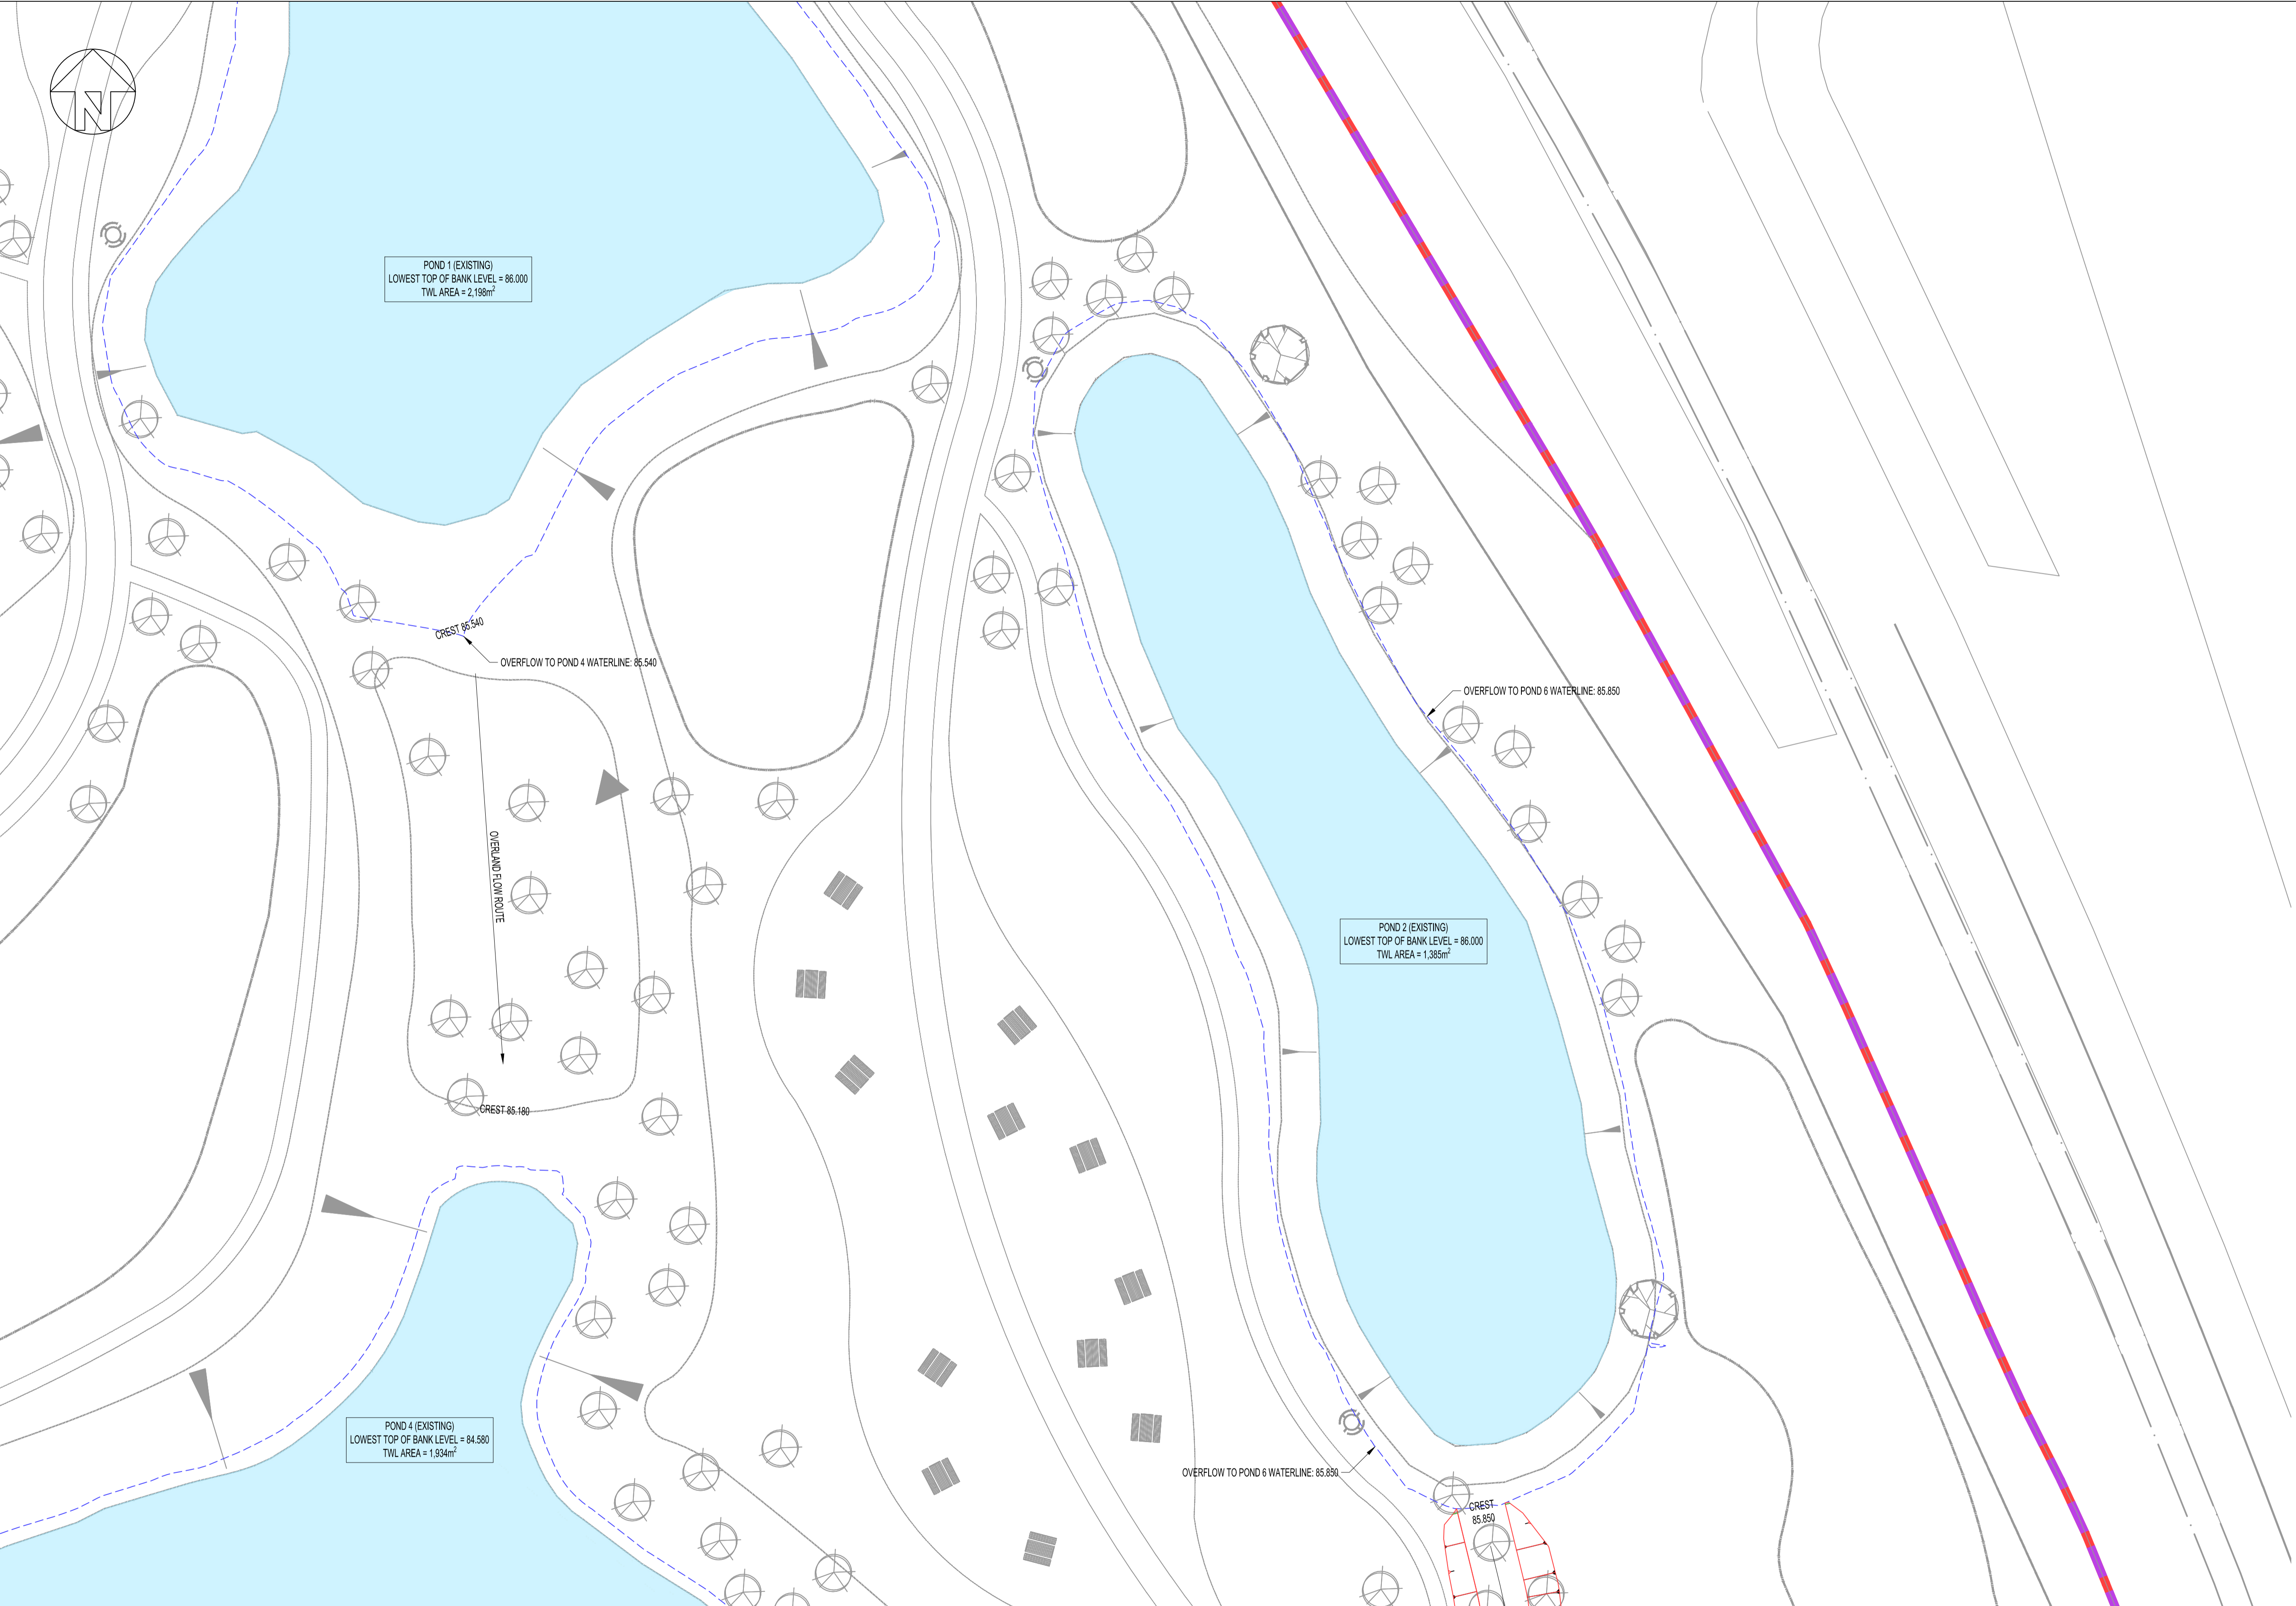 N
POND 1 (EXISTING)
LOWEST TOP OF BANK LEVEL = 86.000
TWL AREA = 2,198m²
CREST 85.540
OVERFLOW TO POND 4 WATERLINE: 85.540
OVERFLOW TO POND 6 WATERLINE: 85.850
OVERLAND FLOW ROUTE
POND 2 (EXISTING)
LOWEST TOP OF BANK LEVEL = 86.000
TWL AREA = 1,385m²
CREST 85.180
POND 4 (EXISTING)
LOWEST TOP OF BANK LEVEL = 84.580
TWL AREA = 1,934m²
OVERFLOW TO POND 6 WATERLINE: 85.850
CREST
85.850